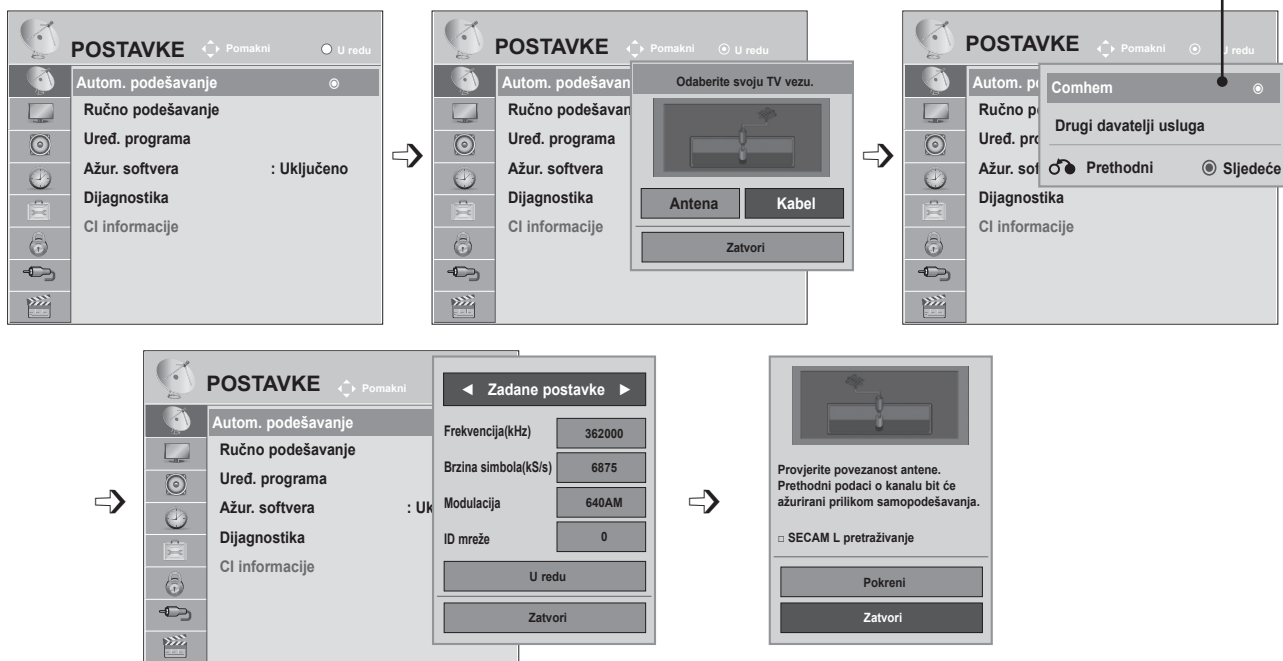 POSTAVKE Pomakni U redu
Autom. podešavanje
Ručno podešavanje
Uređ. programa
Ažur. softvera : Uključeno
Dijagnostika
CI informacije
POSTAVKE Pomakni U redu
Autom. podešavan
Ručno podešavan
Uređ. programa
Ažur. softvera
Dijagnostika
CI informacije
Odaberite svoju TV vezu.
Antena Kabel
Zatvori
POSTAVKE Pomakni U redu
Autom. p
Ručno p
Uređ. pro
Ažur. sof
Dijagnostika
CI informacije
Comhem
Drugi davatelji usluga
Prethodni Sljedeće
POSTAVKE Pomakni
Autom. podešavanje
Ručno podešavanje
Uređ. programa
Ažur. softvera : Uk
Dijagnostika
CI informacije
◄ Zadane postavke ►
Frekvencija(kHz) 362000
Brzina simbola(kS/s) 6875
Modulacija 640AM
ID mreže 0
U redu
Zatvori
Provjerite povezanost antene.
Prethodni podaci o kanalu bit će
ažurirani prilikom samopodešavanja.
□ SECAM L pretraživanje
Pokreni
Zatvori